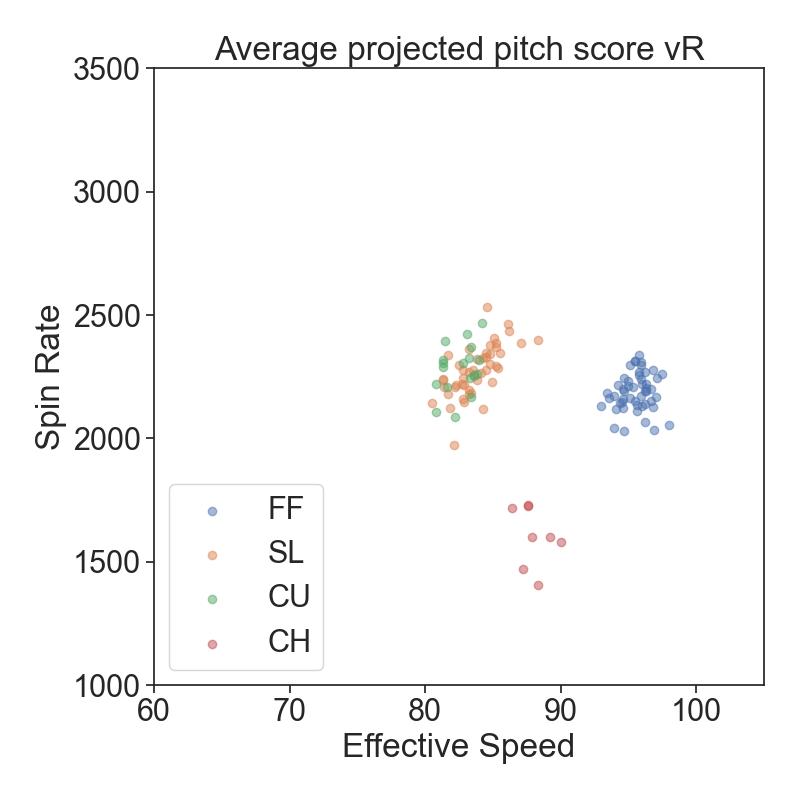 Average projected pitch score vR
3500
3000
2500
2000
1500
1000
Spin Rate
FF
SL
CU
CH
60 70 80 90 100
Effective Speed